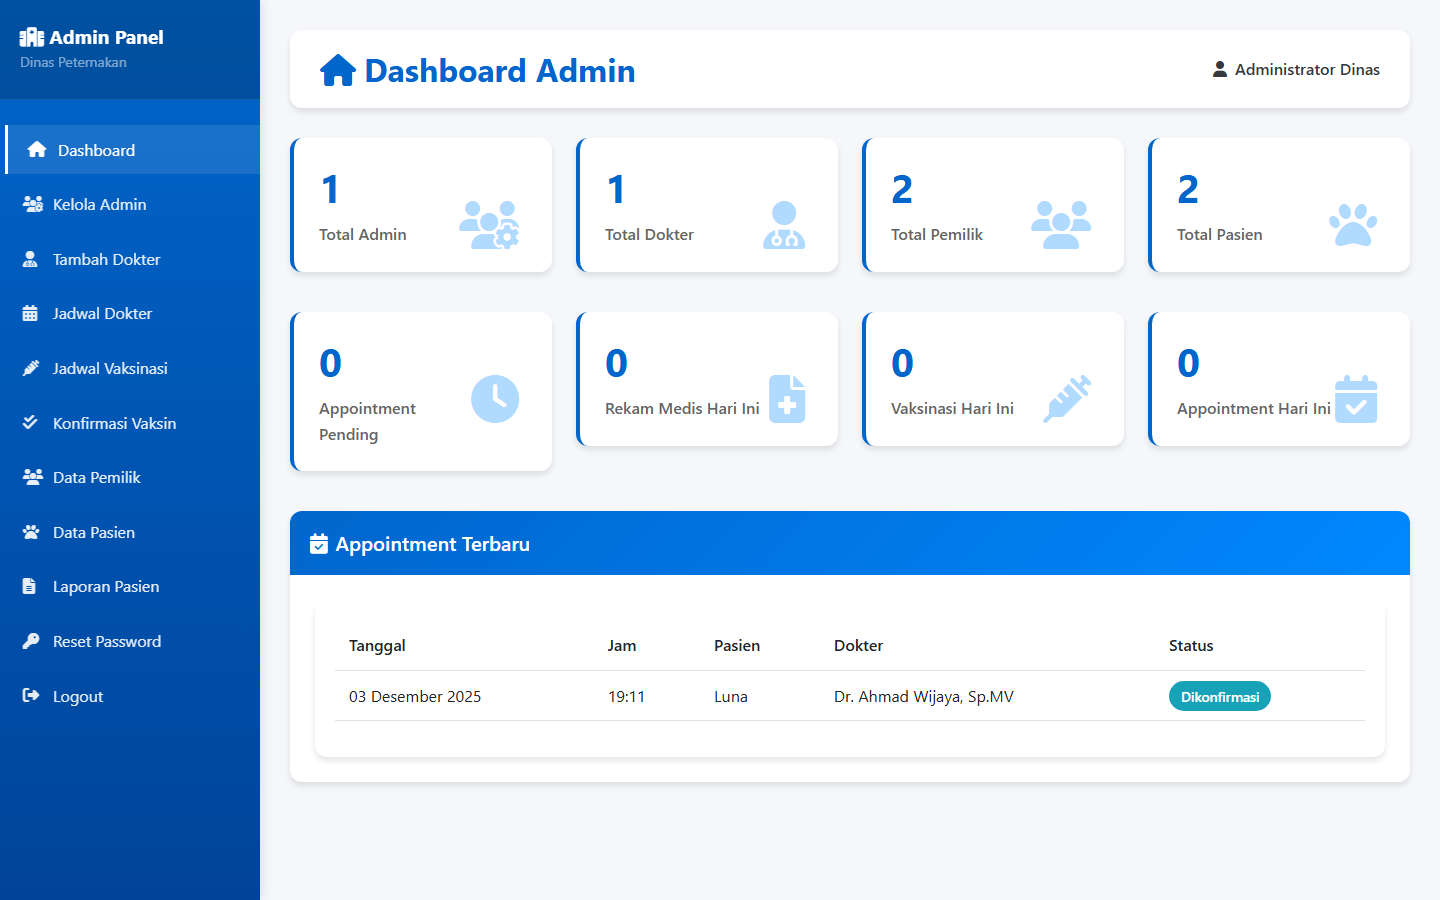 Admin Panel
Dinas Peternakan
Dashboard
Kelola Admin
Tambah Dokter
Jadwal Dokter
Jadwal Vaksinasi
Konfirmasi Vaksin
Data Pemilik
Data Pasien
Laporan Pasien
Reset Password
Logout
Dashboard Admin
Administrator Dinas
1
Total Admin
1
Total Dokter
2
Total Pemilik
2
Total Pasien
0
Appointment
Pending
0
Rekam Medis Hari Ini
0
Vaksinasi Hari Ini
0
Appointment Hari Ini
Appointment Terbaru
Tanggal Jam Pasien Dokter Status
03 Desember 2025 19:11 Luna Dr. Ahmad Wijaya, Sp.MV Dikonfirmasi